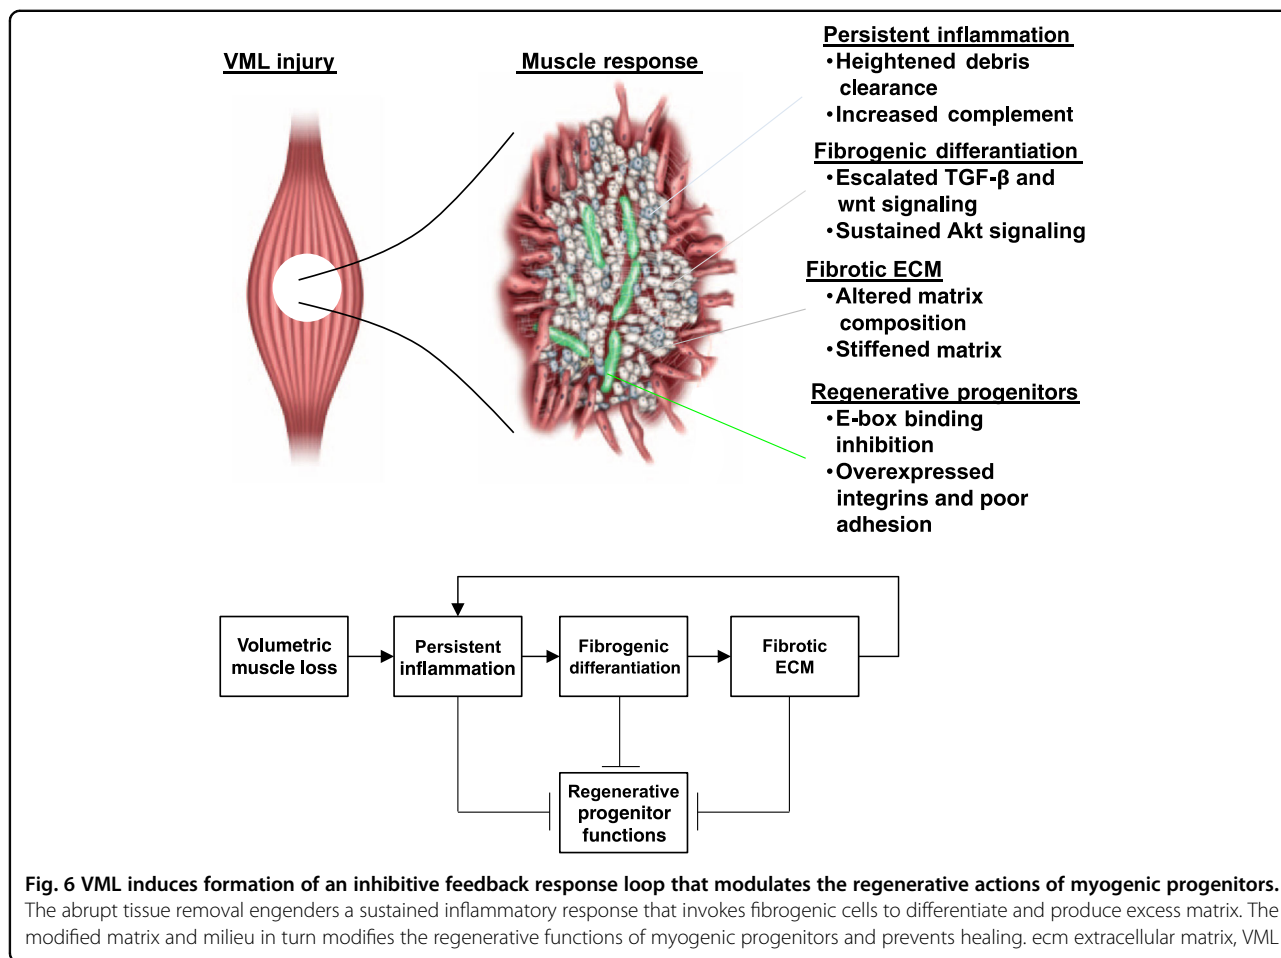 VML injury
Muscle response
Persistent inflammation
•Heightened debris
clearance
•Increased complement
Fibrogenic differantiation
•Escalated TGF-β and
wnt signaling
•Sustained Akt signaling
Fibrotic ECM
•Altered matrix
composition
•Stiffened matrix
Regenerative progenitors
•E-box binding
inhibition
•Overexpressed
integrins and poor
adhesion
Volumetric
muscle loss
Persistent
inflammation
Fibrogenic
differantiation
Fibrotic
ECM
Regenerative
progenitor
functions
Fig. 6 VML induces formation of an inhibitive feedback response loop that modulates the regenerative actions of myogenic progenitors.
The abrupt tissue removal engenders a sustained inflammatory response that invokes fibrogenic cells to differentiate and produce excess matrix. The
modified matrix and milieu in turn modifies the regenerative functions of myogenic progenitors and prevents healing. ecm extracellular matrix, VML